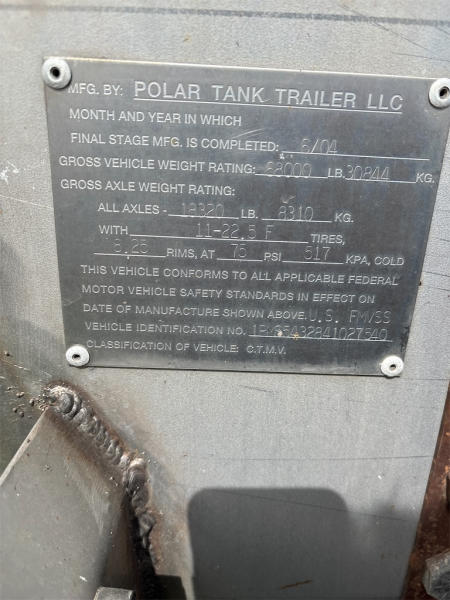 MFG. BY: POLAR TANK TRAILER LLC
MONTH AND YEAR IN WHICH
FINAL STAGE MFG. IS COMPLETED: 6/04
GROSS VEHICLE WEIGHT RATING: 68000 LB. 30844 KG.
GROSS AXLE WEIGHT RATING:
ALL AXLES - 18320 LB. 8310 KG.
WITH 11-22.5 F TIRES,
8.25 RIMS, AT 75 PSI 517 KPA, COLD
THIS VEHICLE CONFORMS TO ALL APPLICABLE FEDERAL
MOTOR VEHICLE SAFETY STANDARDS IN EFFECT ON
DATE OF MANUFACTURE SHOWN ABOVE. U.S. FMVSS
VEHICLE IDENTIFICATION NO.
CLASSIFICATION OF VEHICLE: C.T.M.V.